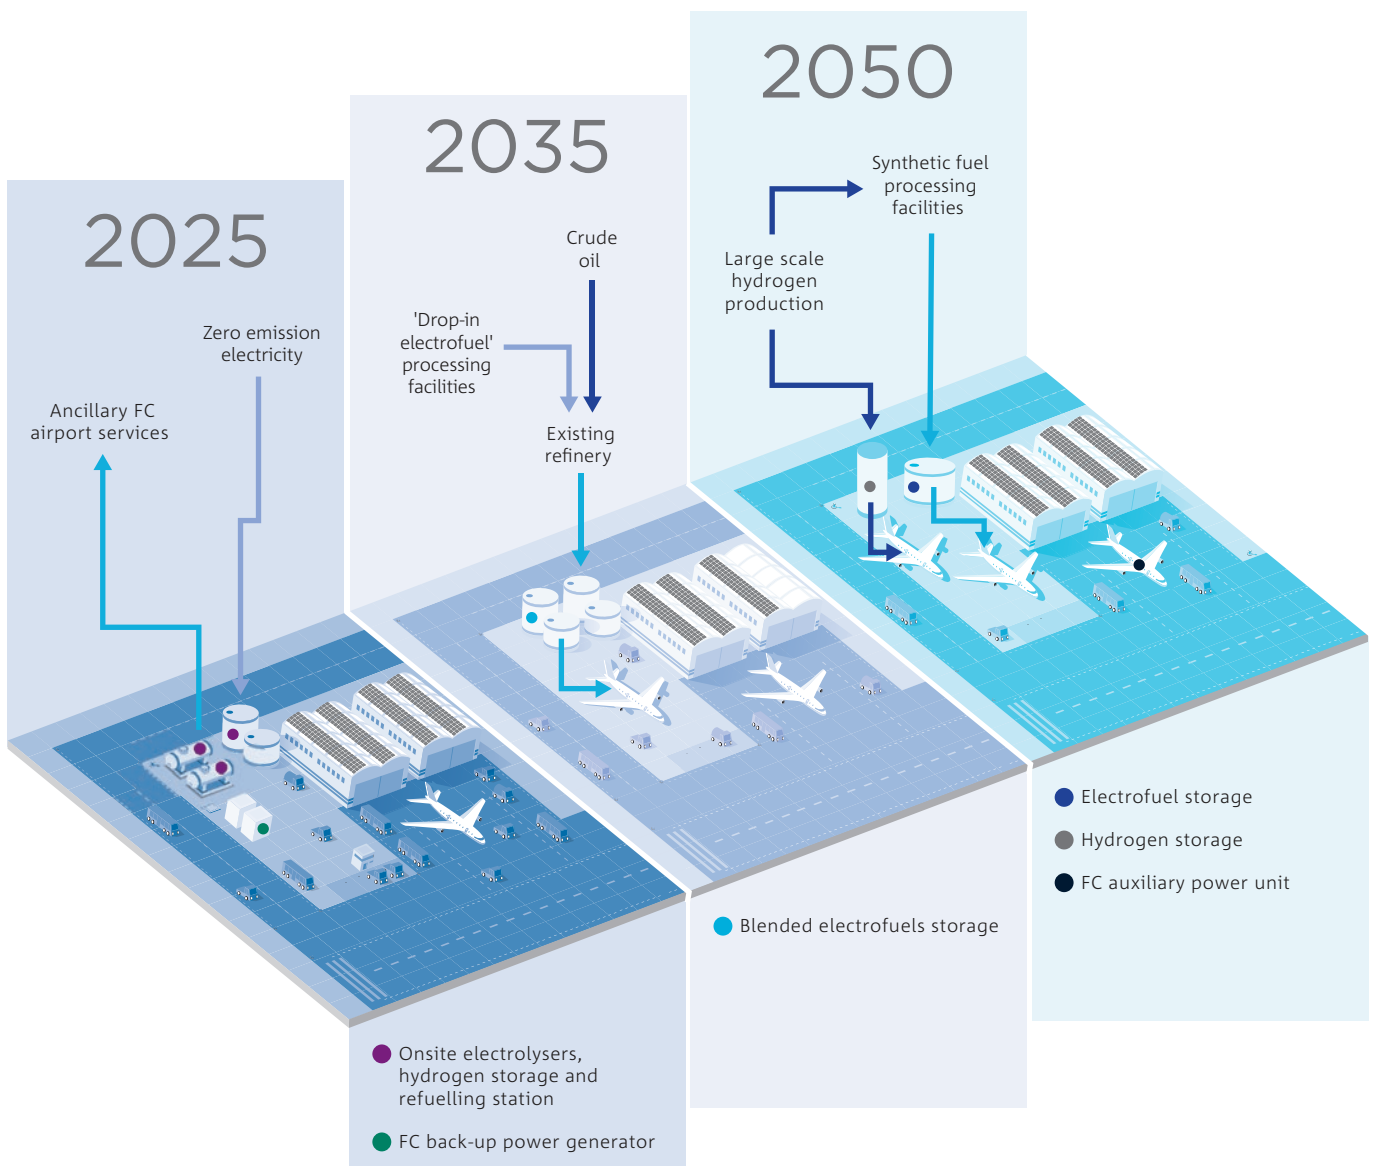 2025
Zero emission
electricity
Ancillary FC
airport services
Onsite electrolysers,
hydrogen storage and
refuelling station
FC back-up power generator
2035
Crude
oil
'Drop-in
electrofuel'
processing
facilities
Existing
refinery
Blended electrofuels storage
2050
Synthetic fuel
processing
facilities
Large scale
hydrogen
production
Electrofuel storage
Hydrogen storage
FC auxiliary power unit